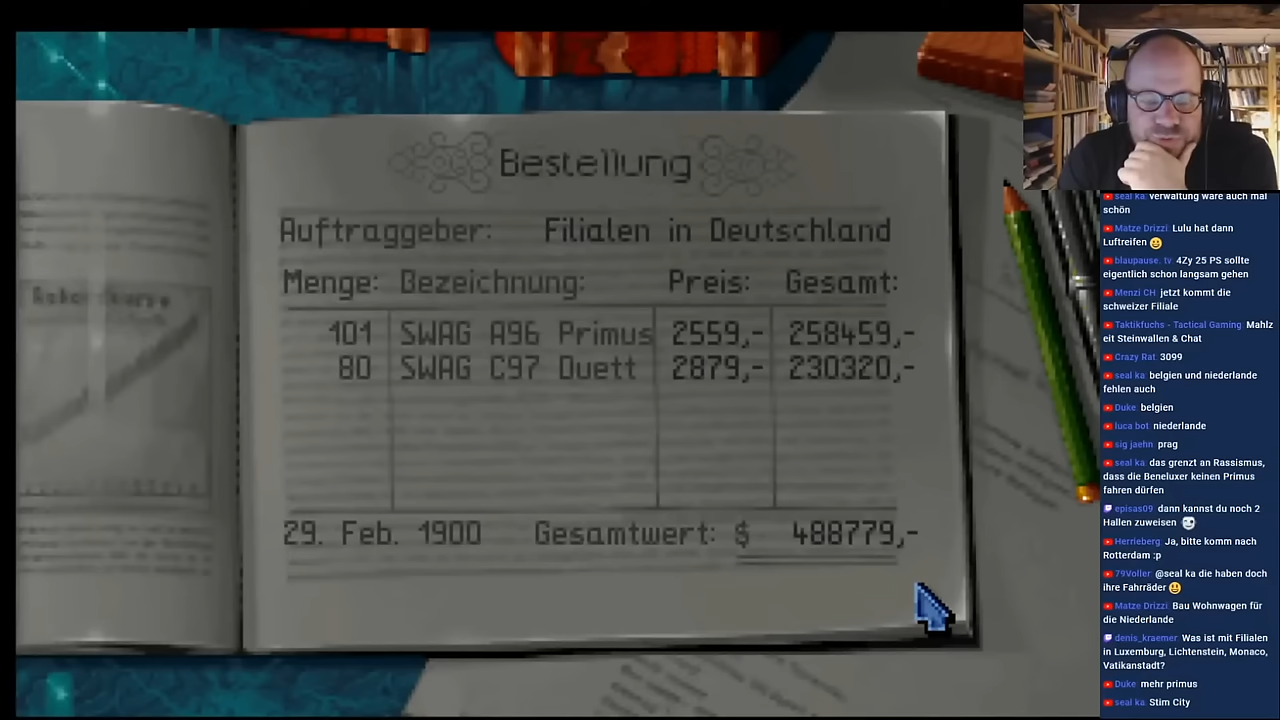 Bestellung
Auftraggeber: Filialen in Deutschland
Menge: Bezeichnung: Preis: Gesamt:
101 SWAG A96 Primus 2559,- 258459,-
80 SWAG C97 Duett 2879,- 230320,-
29. Feb. 1900 Gesamtwert: $ 488779,-
seal ka: verwaltung wäre auch mal
schön
Matze Drizzi: Lulu hat dann
Luftreifen
blaupause. tv: 4Zy 25 PS sollte
eigentlich schon langsam gehen
Menzi CH: jetzt kommt die
schweizer Filiale
Taktikfuchs - Tactical Gaming: Mahlz
eit Steinwallen & Chat
Crazy Rat: 3099
seal ka: belgien und niederlande
fehlen auch
Duke: belgien
luca bot: niederlande
sig jaehn: prag
seal ka: das grenzt an Rassismus,
dass die Beneluxer keinen Primus
fahren dürfen
episas09: dann kannst du noch 2
Hallen zuweisen
Herrieberg: Ja, bitte komm nach
Rotterdam :p
79Voller: @seal ka die haben doch
ihre Fahrräder
Matze Drizzi: Bau Wohnwagen für
die Niederlande
denis_kraemer: Was ist mit Filialen
in Luxemburg, Lichtenstein, Monaco,
Vatikanstadt?
Duke: mehr primus
seal ka: Stim City